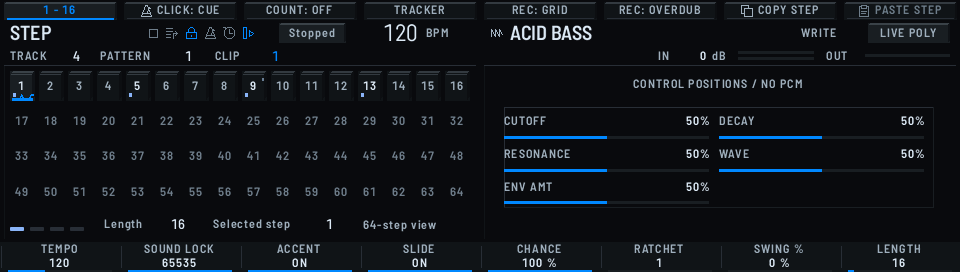 1 - 16 CLICK: CUE COUNT: OFF TRACKER REC: GRID REC: OVERDUB COPY STEP PASTE STEP
STEP Stopped 120 BPM ACID BASS WRITE LIVE POLY
TRACK 4 PATTERN 1 CLIP 1 IN 0 dB OUT
CONTROL POSITIONS / NO PCM
1 2 3 4 5 6 7 8 9 10 11 12 13 14 15 16
17 18 19 20 21 22 23 24 25 26 27 28 29 30 31 32
33 34 35 36 37 38 39 40 41 42 43 44 45 46 47 48
49 50 51 52 53 54 55 56 57 58 59 60 61 62 63 64
CUTOFF 50% DECAY 50%
RESONANCE 50% WAVE 50%
ENV AMT 50%
Length 16 Selected step 1 64-step view
TEMPO SOUND LOCK ACCENT SLIDE CHANCE RATCHET SWING % LENGTH
120 65535 ON ON 100 % 1 0 % 16